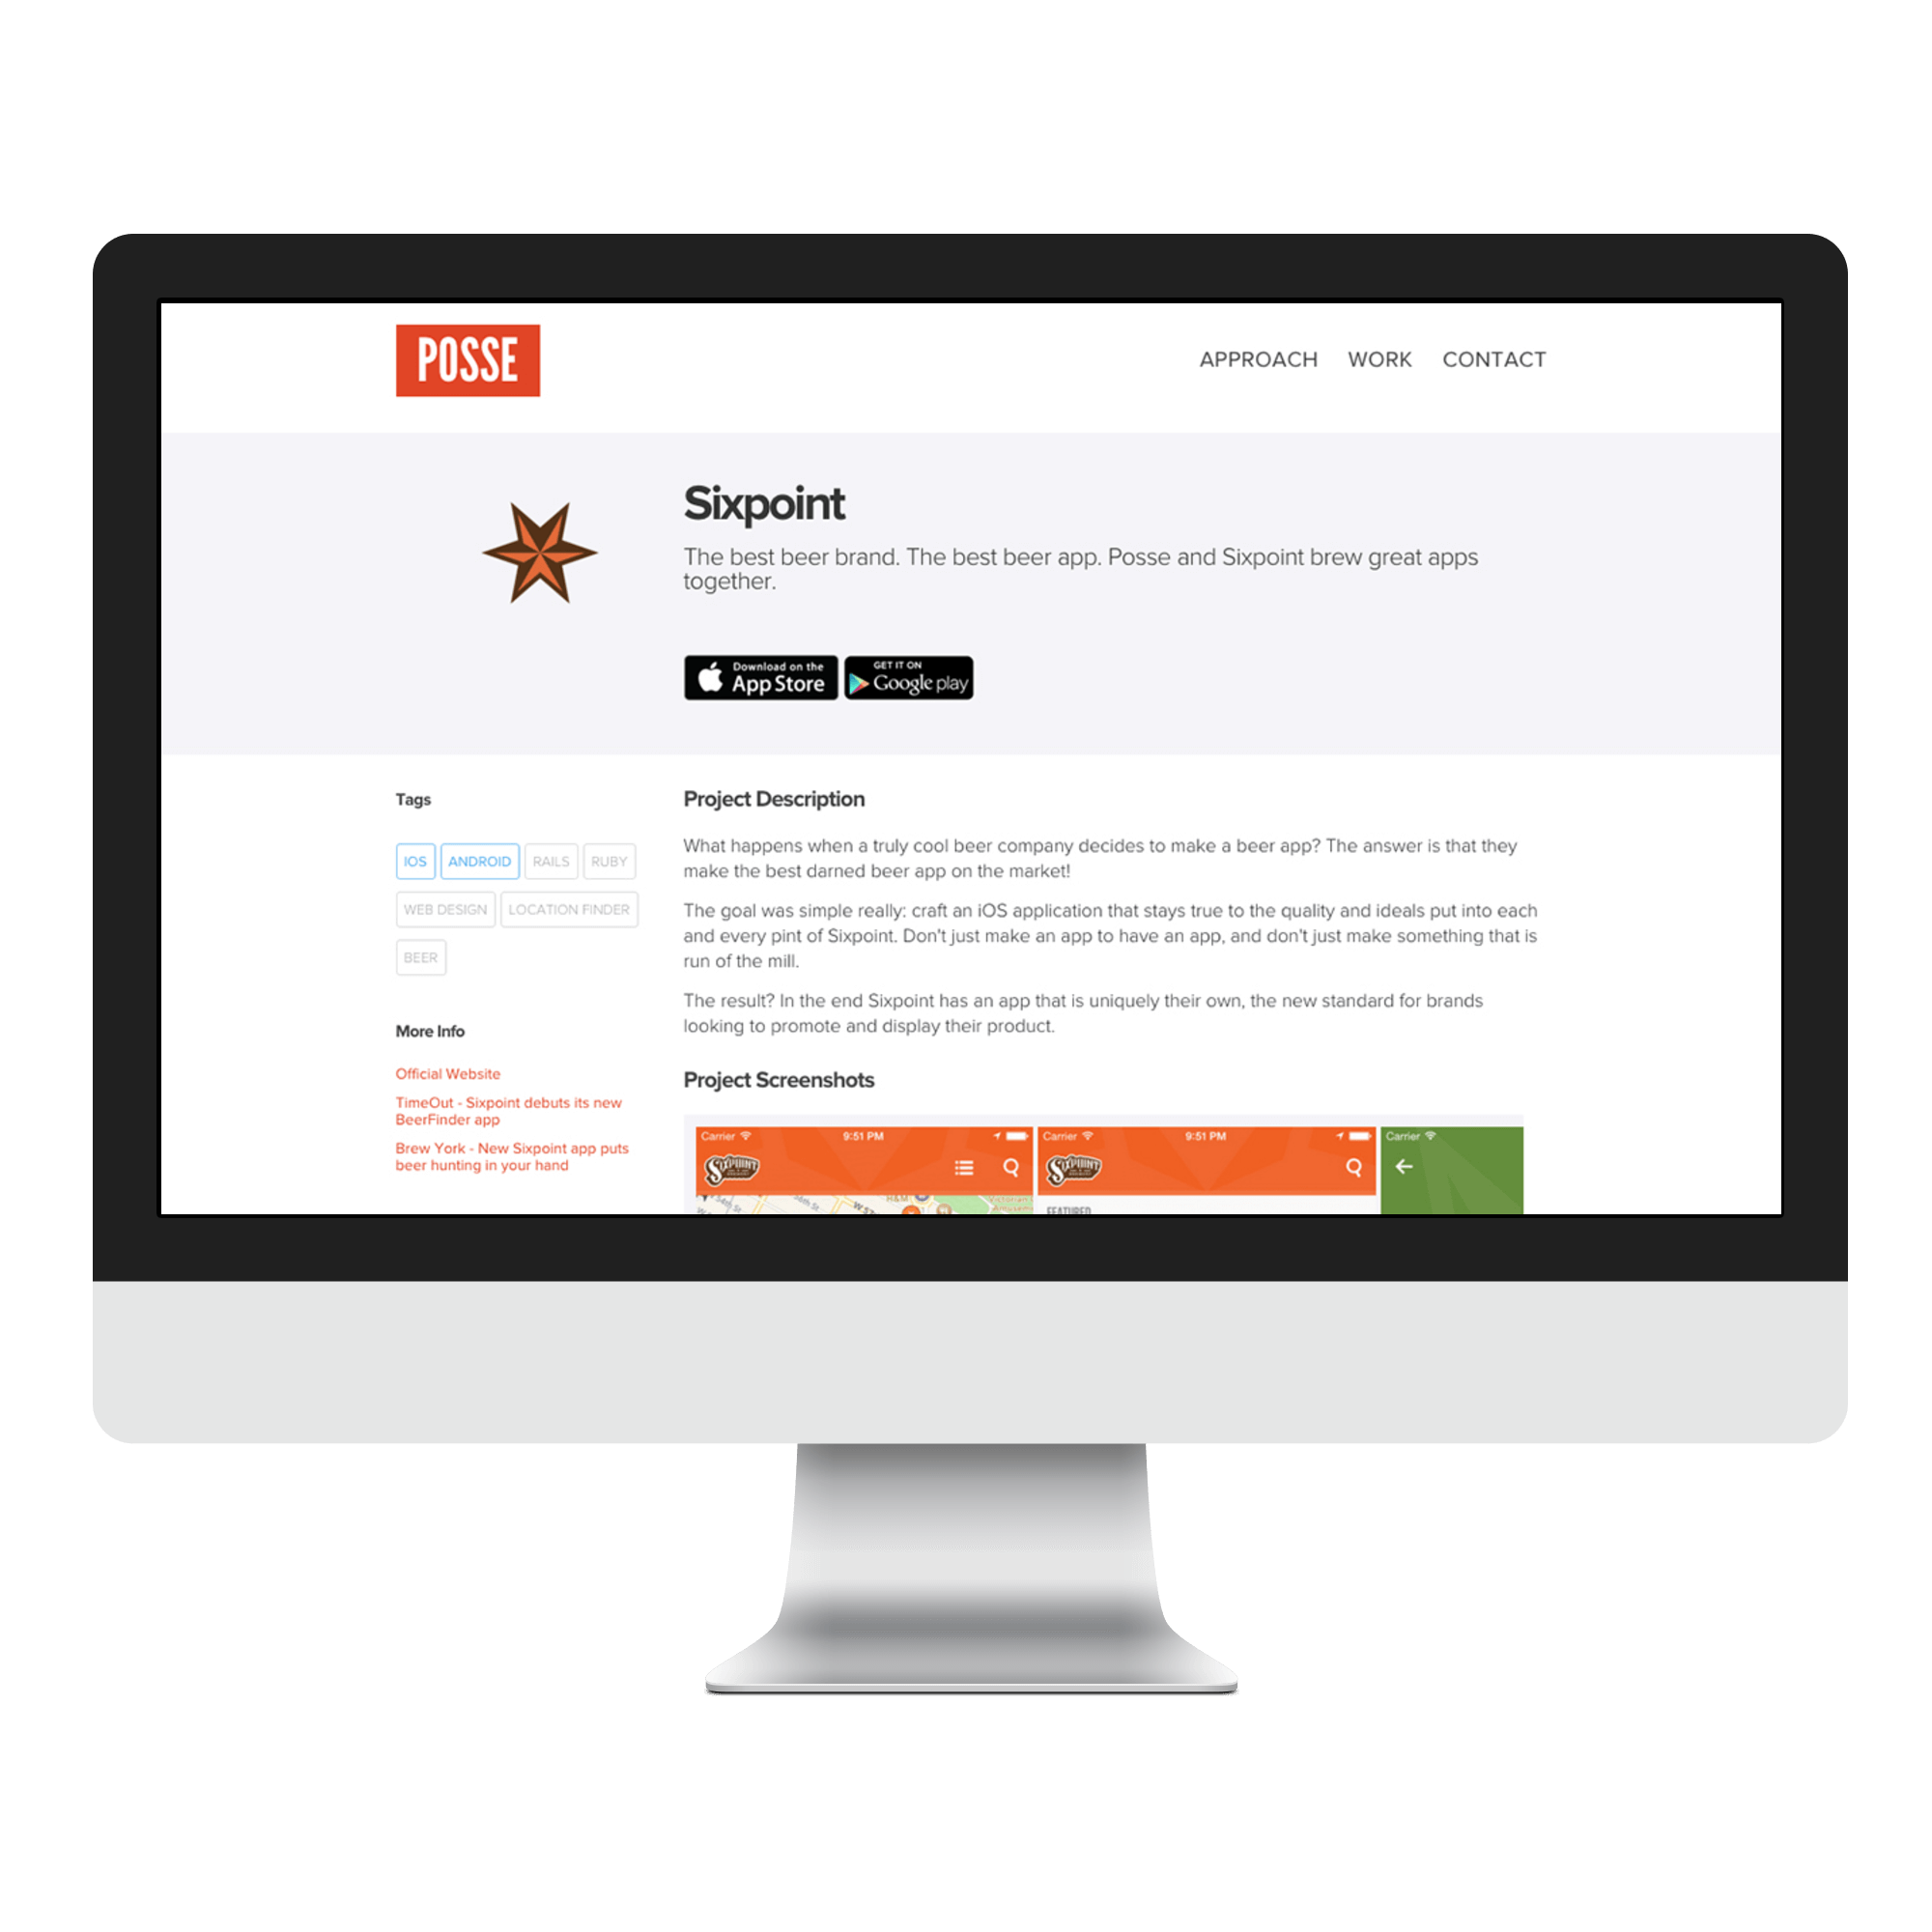 POSSE
APPROACH WORK CONTACT
Sixpoint
The best beer brand. The best beer app. Posse and Sixpoint brew great apps
together.
Download on the
App Store
GET IT ON
Google play
Tags
IOS ANDROID RAILS RUBY
WEB DESIGN LOCATION FINDER
BEER
More Info
Official Website
TimeOut - Sixpoint debuts its new
BeerFinder app
Brew York - New Sixpoint app puts
beer hunting in your hand
Project Description
What happens when a truly cool beer company decides to make a beer app? The answer is that they
make the best darned beer app on the market!
The goal was simple really: craft an iOS application that stays true to the quality and ideals put into each
and every pint of Sixpoint. Don't just make an app to have an app, and don't just make something that is
run of the mill.
The result? In the end Sixpoint has an app that is uniquely their own, the new standard for brands
looking to promote and display their product.
Project Screenshots
Carrier 9:51 PM
SIXPOINT
54th St
W 57
H&M
Carrier 9:51 PM
SIXPOINT
FEATURED
Carrier